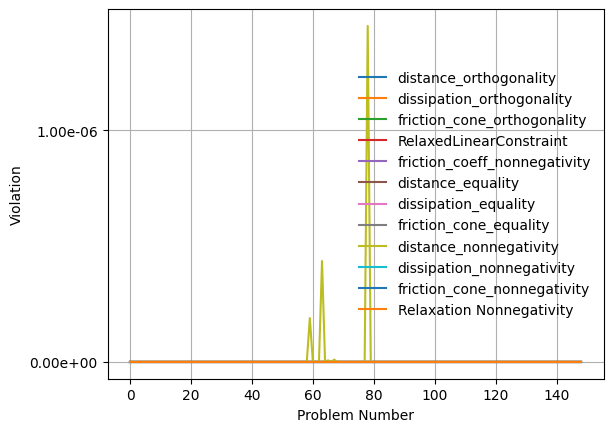 1.00e-06
0.00e+00
Violation
distance_orthogonality
dissipation_orthogonality
friction_cone_orthogonality
RelaxedLinearConstraint
friction_coeff_nonnegativity
distance_equality
dissipation_equality
friction_cone_equality
distance_nonnegativity
dissipation_nonnegativity
friction_cone_nonnegativity
Relaxation Nonnegativity
0 20 40 60 80 100 120 140
Problem Number